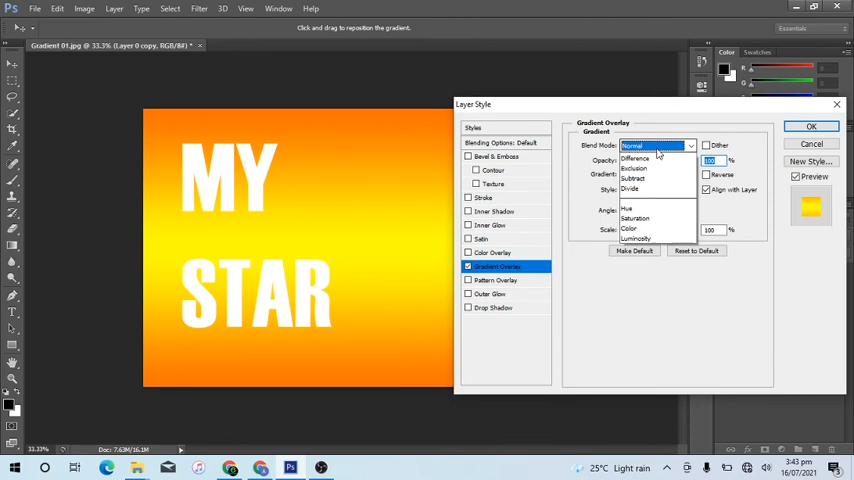 Ps File Edit Image Layer Type Select Filter 3D View Window Help
Click and drag to reposition the gradient.
Essentials
Gradient 01.jpg @ 33.3% (Layer 0 copy, RGB/8#) * ×
Color Swatches
R
G
B
MY
STAR
Layer Style
Styles
Blending Options: Default
Bevel & Emboss
Contour
Texture
Stroke
Inner Shadow
Inner Glow
Satin
Color Overlay
Gradient Overlay
Pattern Overlay
Outer Glow
Drop Shadow
Gradient Overlay
Gradient
Blend Mode: Normal Dither
Opacity: 100 %
Gradient: Reverse
Style: Align with Layer
Angle:
Scale: 100 %
Difference
Exclusion
Subtract
Divide
Hue
Saturation
Color
Luminosity
Make Default Reset to Default
OK
Cancel
New Style...
Preview
33.33% Doc: 7.63M/16.1M
25°C Light rain
3:43 pm
16/07/2021
3